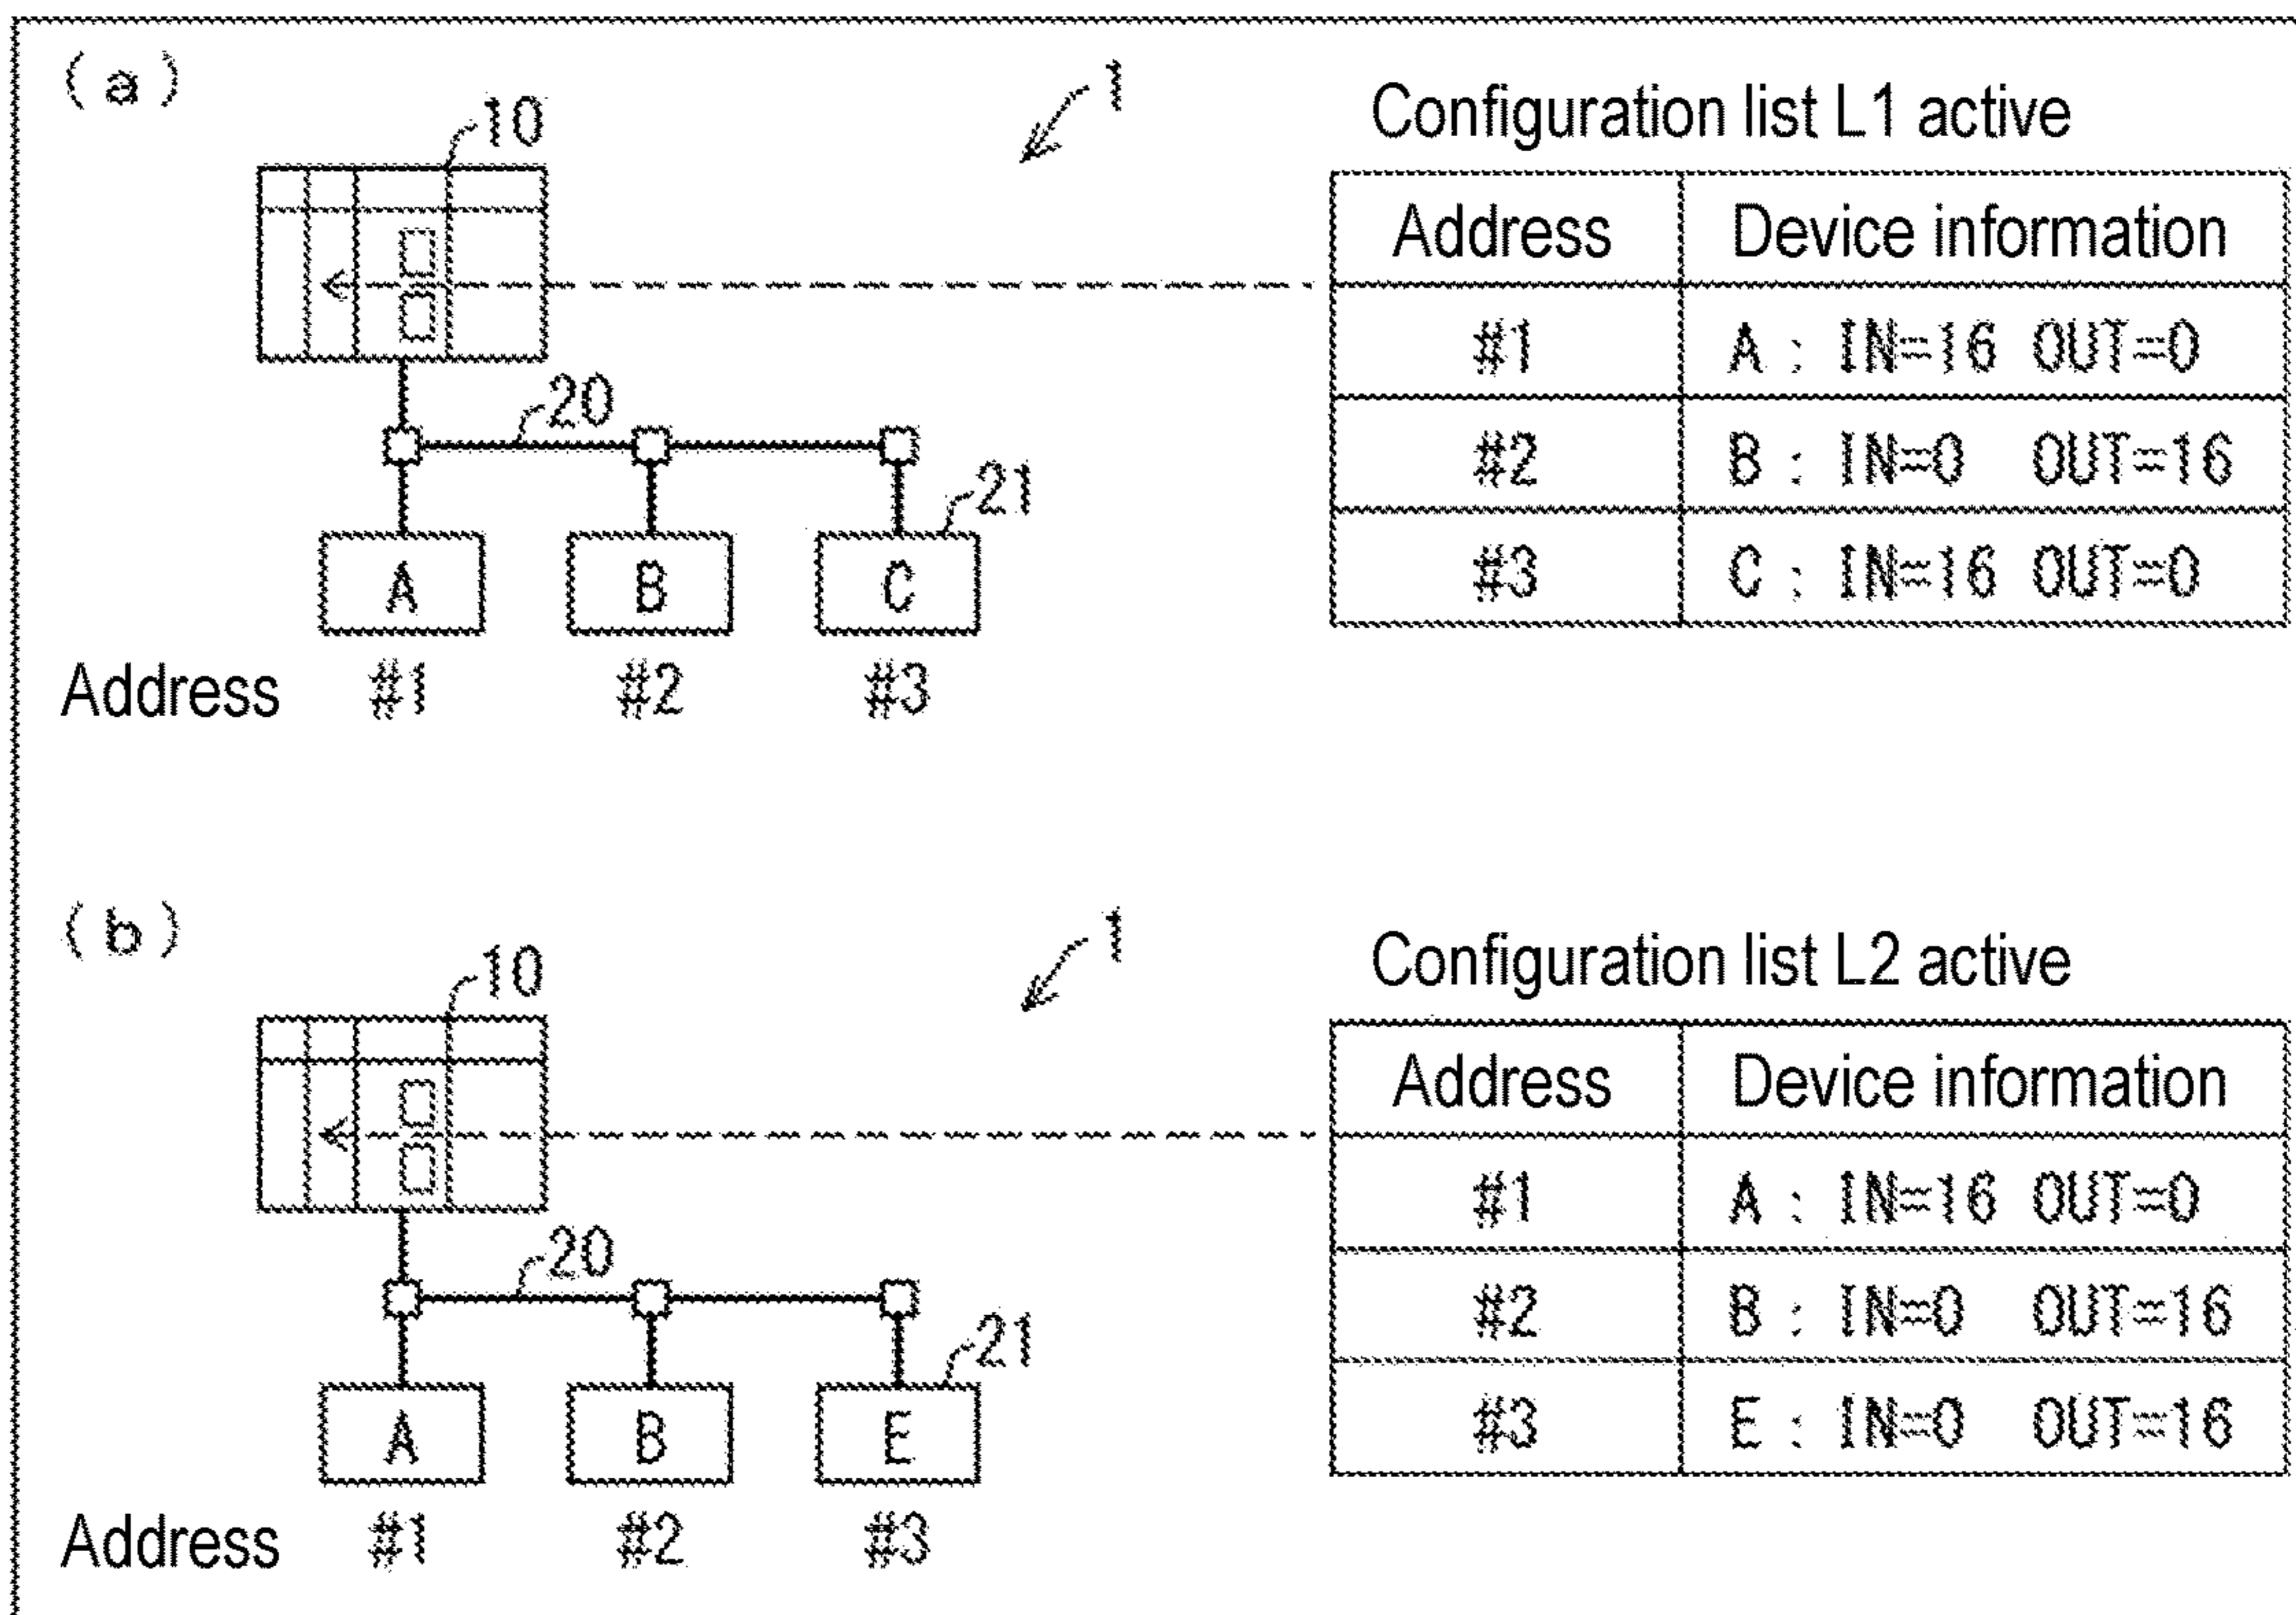 (a)
1
Configuration list L1 active
10
Address Device information
#1 A : IN=16 OUT=0
20
#2 B : IN=0 OUT=16
21
#3 C : IN=16 OUT=0
A B C
Address #1 #2 #3
(b)
1
Configuration list L2 active
10
Address Device information
#1 A : IN=16 OUT=0
20
#2 B : IN=0 OUT=16
21
#3 E : IN=0 OUT=16
A B E
Address #1 #2 #3